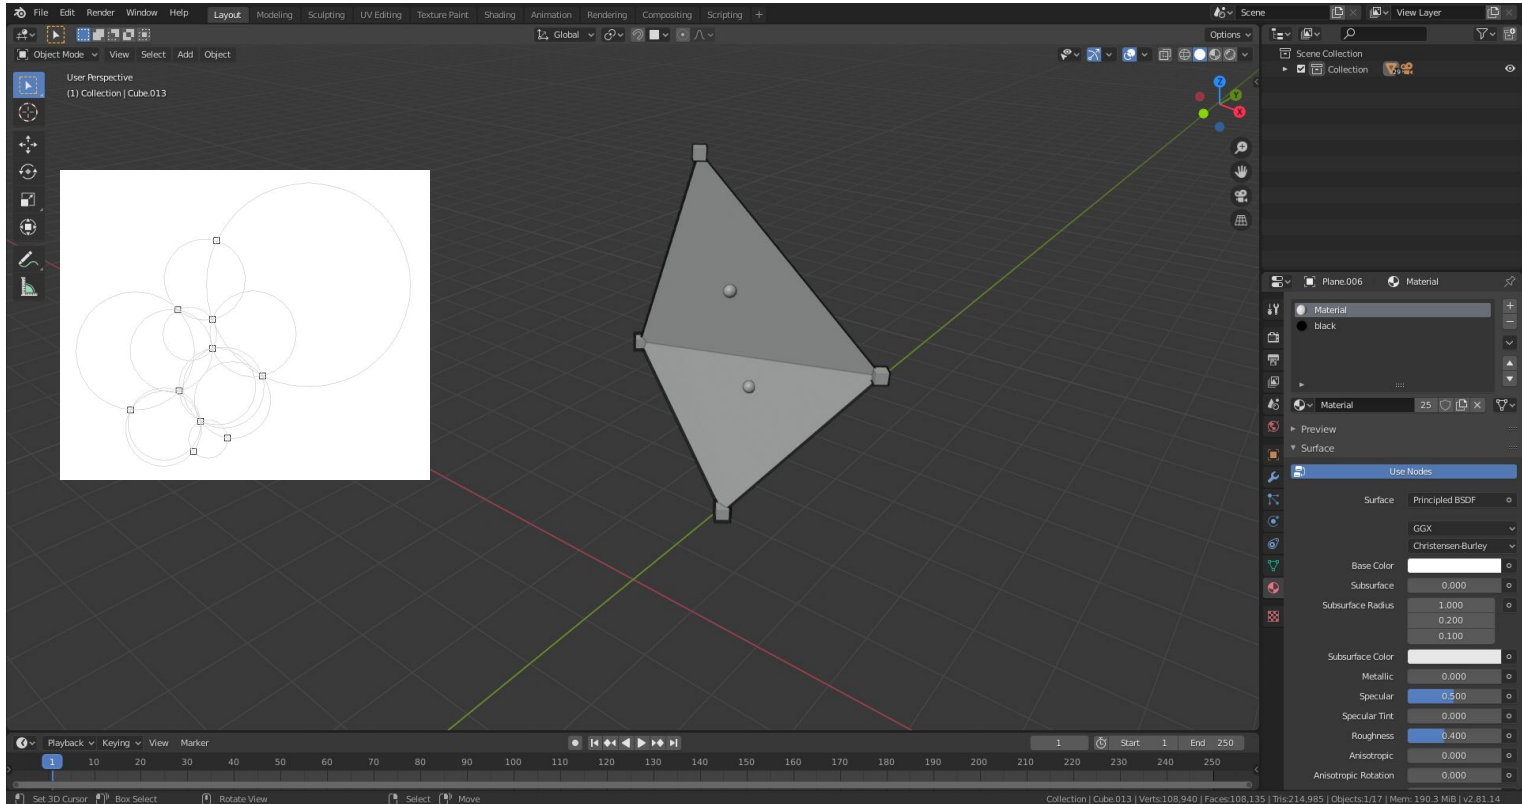 File Edit Render Window Help Layout Modeling Sculpting UV Editing Texture Paint Shading Animation Rendering Compositing Scripting + Scene View Layer
Global Options
Object Mode View Select Add Object
User Perspective
(1) Collection | Cube.013
Z
Y
X
Scene Collection
Collection 29
Plane.006 Material
Material
black
Material 25
Preview
Surface
Use Nodes
Surface Principled BSDF
GGX
Christensen-Burley
Base Color
Subsurface 0.000
Subsurface Radius 1.000
0.200
0.100
Subsurface Color
Metallic 0.000
Specular 0.500
Specular Tint 0.000
Roughness 0.400
Anisotropic 0.000
Anisotropic Rotation 0.000
Playback Keying View Marker 1 Start 1 End 250
1 10 20 30 40 50 60 70 80 90 100 110 120 130 140 150 160 170 180 190 200 210 220 230 240 250
Set 3D Cursor Box Select Rotate View Select Move Collection | Cube.013 | Verts:108,940 | Faces:108,135 | Tris:214,985 | Objects:1/17 | Mem: 190.3 MiB | v2.81.14